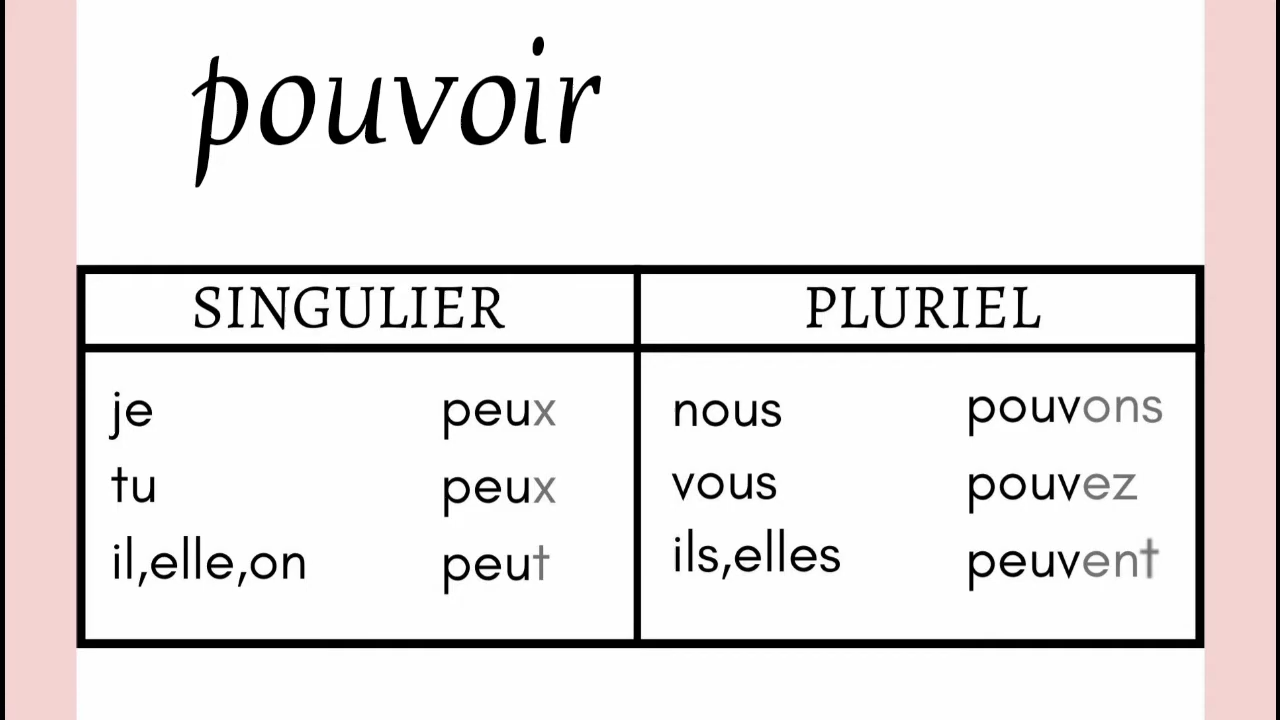 pouvoir
SINGULIER PLURIEL
je peux nous pouvons
tu peux vous pouvez
il,elle,on peut ils,elles peuvent